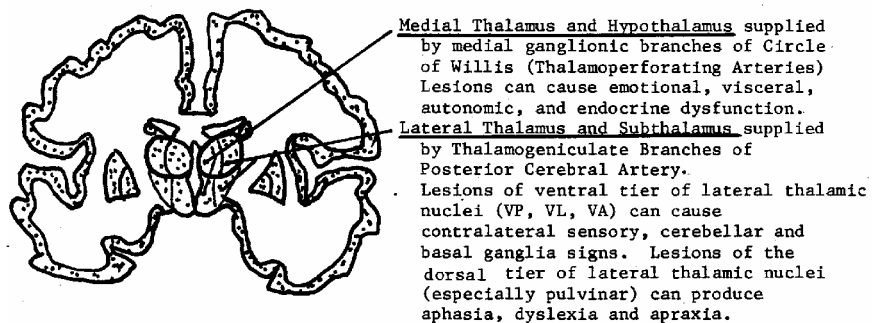 Medial Thalamus and Hypothalamus supplied
by medial ganglionic branches of Circle
of Willis (Thalamoperforating Arteries)
Lesions can cause emotional, visceral,
autonomic, and endocrine dysfunction.
Lateral Thalamus and Subthalamus supplied
by Thalamogeniculate Branches of
Posterior Cerebral Artery.
Lesions of ventral tier of lateral thalamic
nuclei (VP, VL, VA) can cause
contralateral sensory, cerebellar and
basal ganglia signs. Lesions of the
dorsal tier of lateral thalamic nuclei
(especially pulvinar) can produce
aphasia, dyslexia and apraxia.